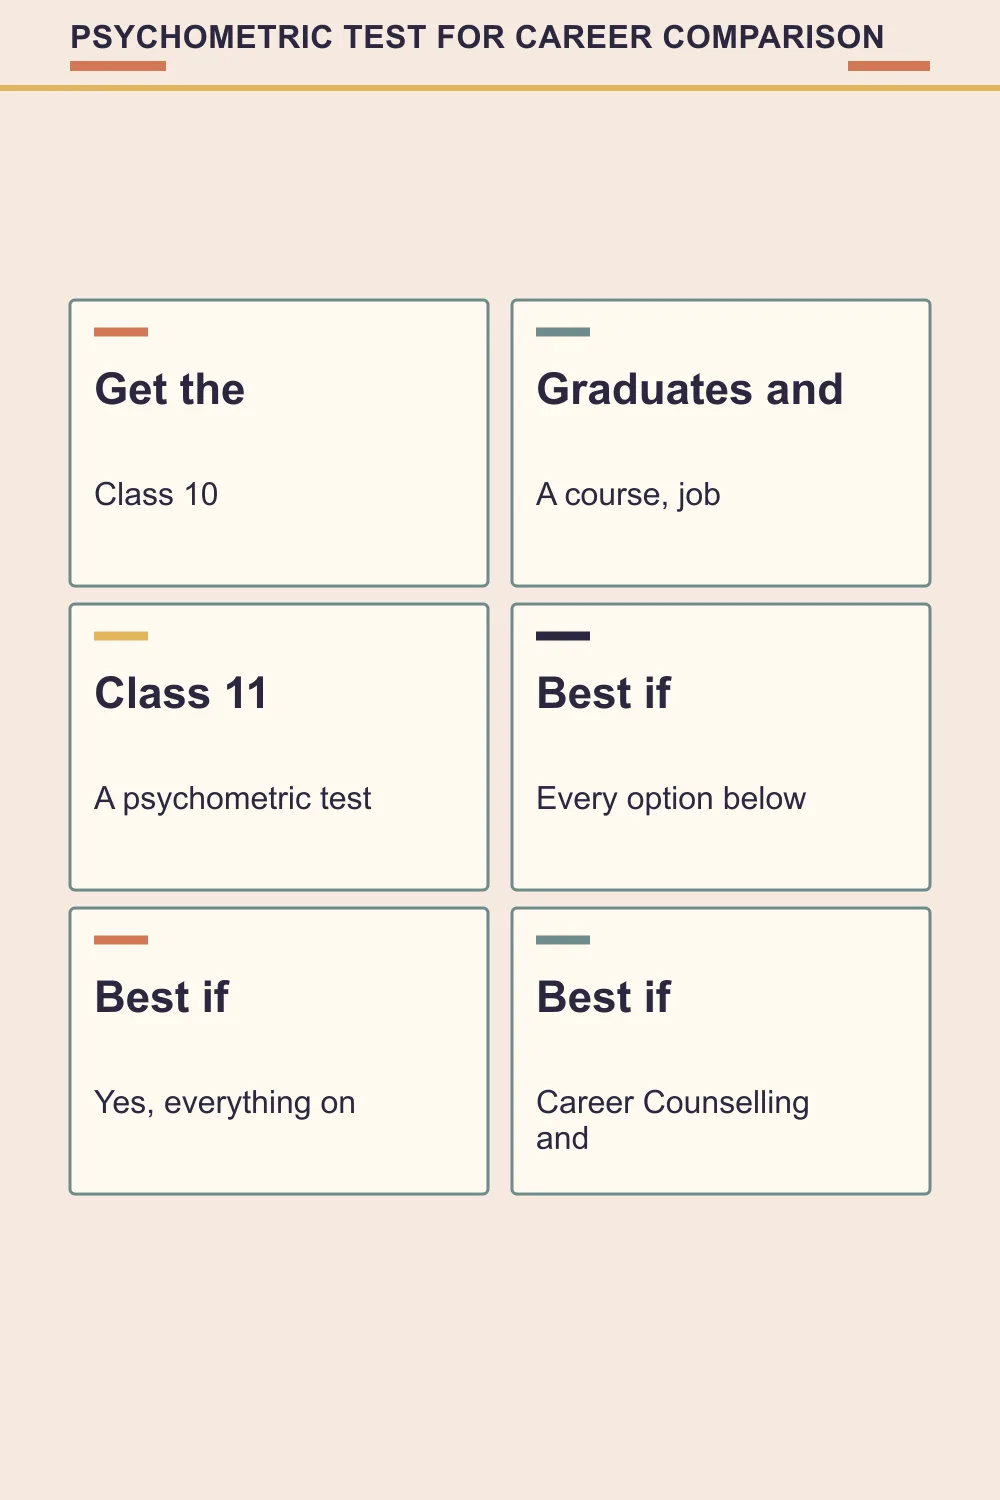 PSYCHOMETRIC TEST FOR CAREER COMPARISON
Get the
Class 10
Graduates and
A course, job
Class 11
A psychometric test
Best if
Every option below
Best if
Yes, everything on
Best if
Career Counselling
and